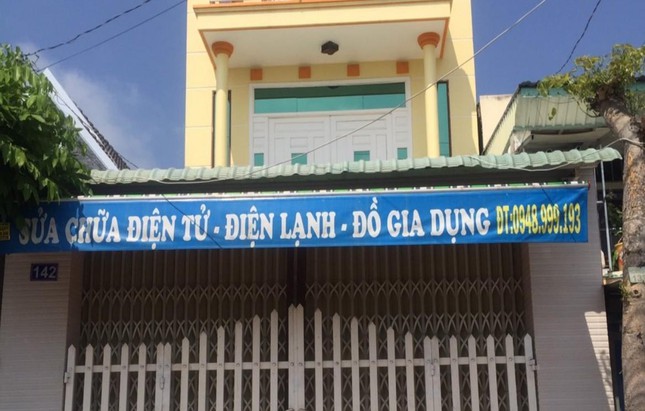 SỬA CHỮA ĐIỆN TỬ - ĐIỆN LẠNH - ĐỒ GIA DỤNG ĐT:0948.999.193
142